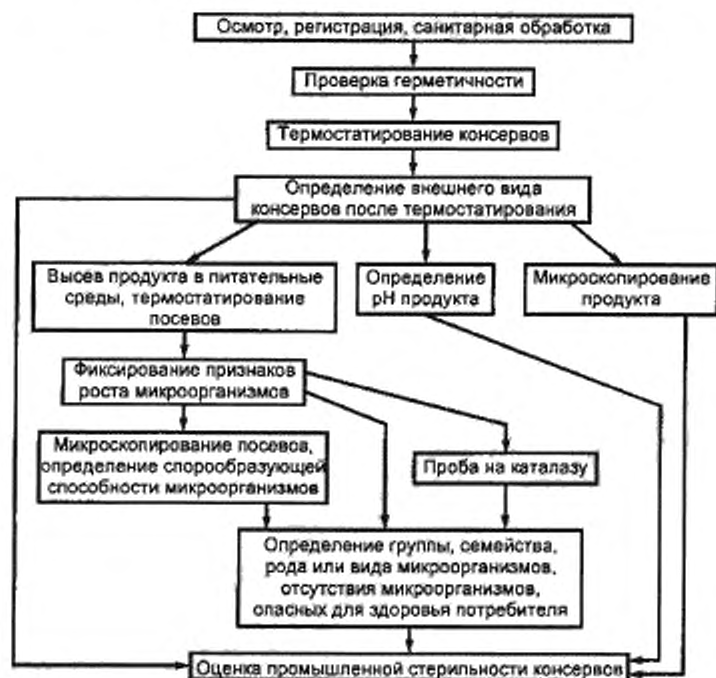 Осмотр, регистрация, санитарная обработка
Проверка герметичности
Термостатирование консервов
Определение внешнего вида
консервов после термостатирования
Высев продукта в питательные
среды, термостатирование
посевов
Определение
pH продукта
Микроскопирование
продукта
Фиксирование признаков
роста микроорганизмов
Микроскопирование посевов,
определение спорообразующей
способности микроорганизмов
Проба на каталазу
Определение группы, семейства,
рода или вида микроорганизмов,
отсутствия микроорганизмов,
опасных для здоровья потребителя
Оценка промышленной стерильности консервов